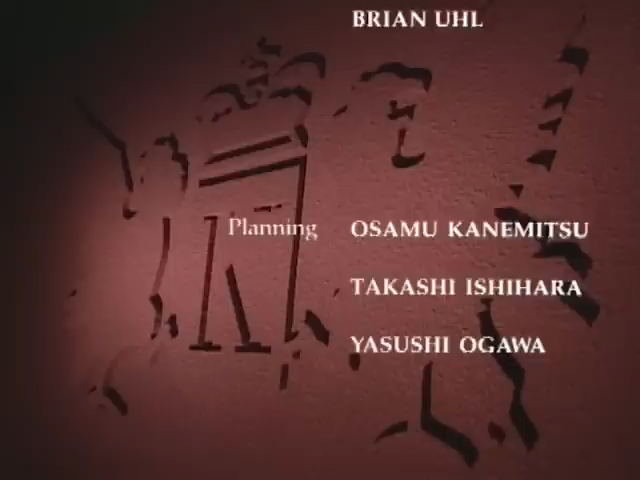 BRIAN UHL
Planning OSAMU KANEMITSU
TAKASHI ISHIHARA
YASUSHI OGAWA